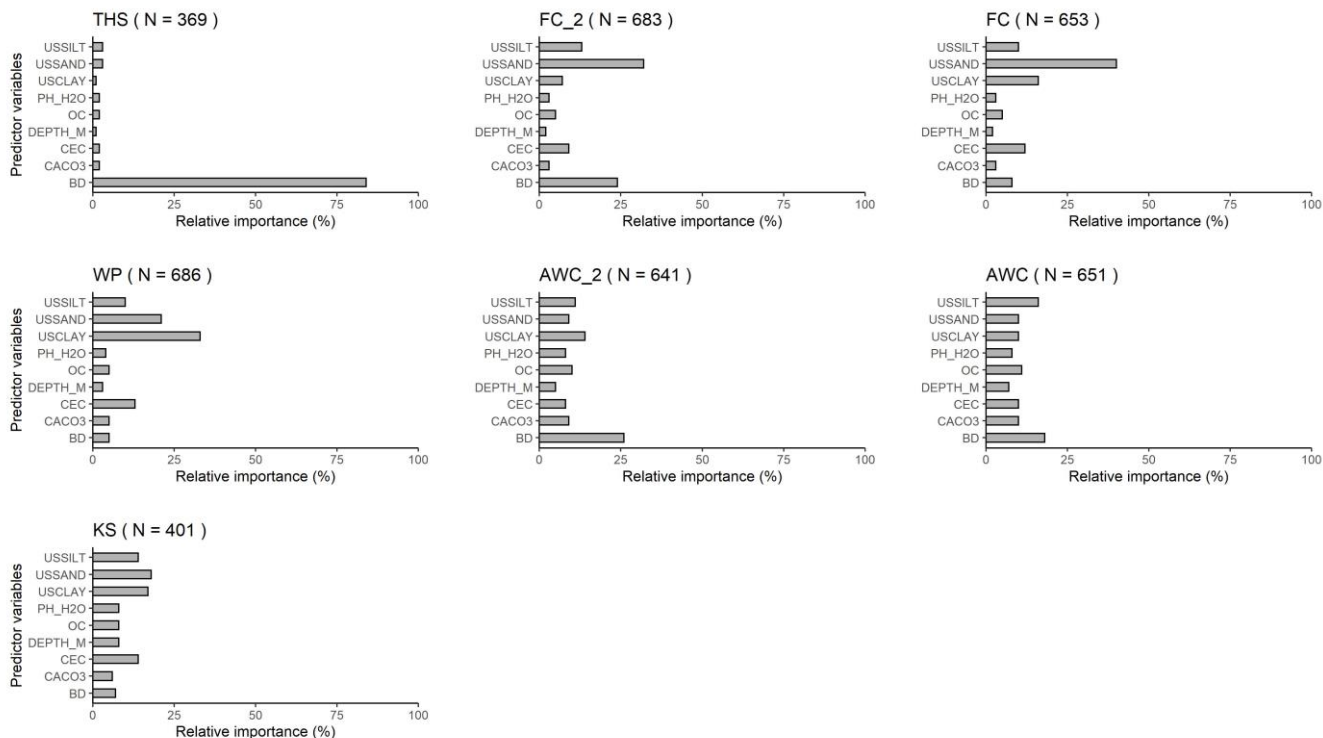 THS ( N = 369 )
Predictor variables
USSILT
USSAND
USCLAY
PH_H2O
OC
DEPTH_M
CEC
CACO3
BD
0 25 50 75 100
Relative importance (%)
FC_2 ( N = 683 )
USSILT
USSAND
USCLAY
PH_H2O
OC
DEPTH_M
CEC
CACO3
BD
0 25 50 75 100
Relative importance (%)
FC ( N = 653 )
USSILT
USSAND
USCLAY
PH_H2O
OC
DEPTH_M
CEC
CACO3
BD
0 25 50 75 100
Relative importance (%)
WP ( N = 686 )
Predictor variables
USSILT
USSAND
USCLAY
PH_H2O
OC
DEPTH_M
CEC
CACO3
BD
0 25 50 75 100
Relative importance (%)
AWC_2 ( N = 641 )
USSILT
USSAND
USCLAY
PH_H2O
OC
DEPTH_M
CEC
CACO3
BD
0 25 50 75 100
Relative importance (%)
AWC ( N = 651 )
USSILT
USSAND
USCLAY
PH_H2O
OC
DEPTH_M
CEC
CACO3
BD
0 25 50 75 100
Relative importance (%)
KS ( N = 401 )
Predictor variables
USSILT
USSAND
USCLAY
PH_H2O
OC
DEPTH_M
CEC
CACO3
BD
0 25 50 75 100
Relative importance (%)